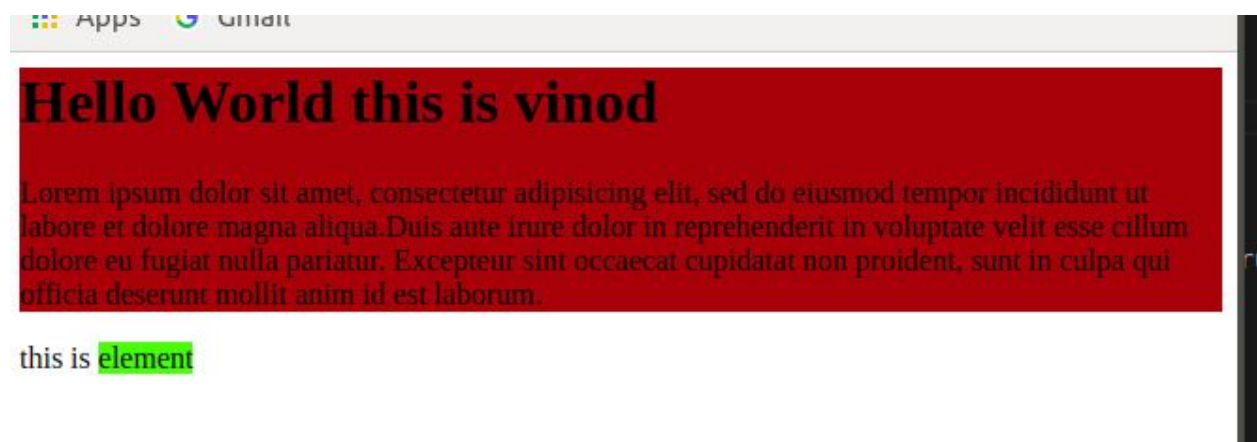 Apps Gmail
Hello World this is vinod
Lorem ipsum dolor sit amet, consectetur adipisicing elit, sed do eiusmod tempor incididunt ut
labore et dolore magna aliqua.Duis aute irure dolor in reprehenderit in voluptate velit esse cillum
dolore eu fugiat nulla pariatur. Excepteur sint occaecat cupidatat non proident, sunt in culpa qui
officia deserunt mollit anim id est laborum.
this is element